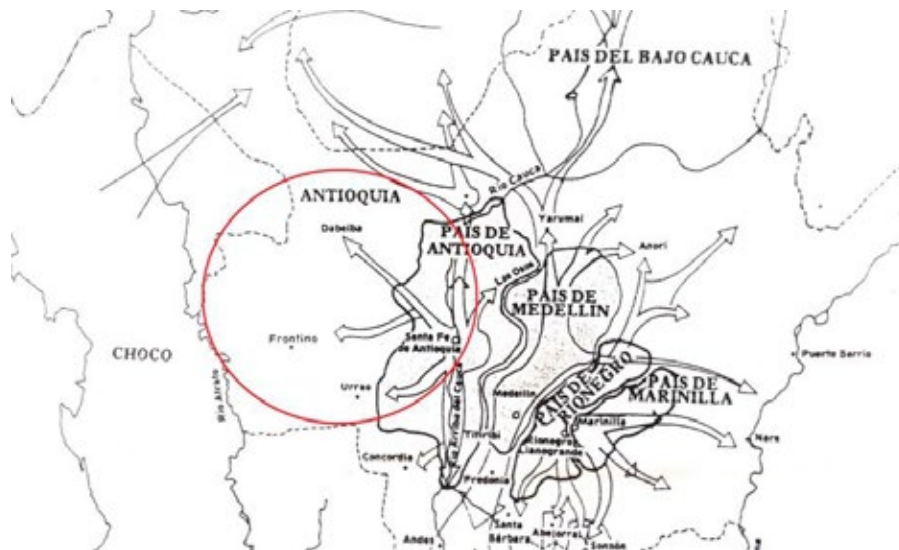 PAIS DEL BAJO CAUCA
Rio Cauca
ANTIOQUIA
Dabeiba
PAIS DE
ANTIOQUIA
Yarumal
Anori
Los Osos
PAIS DE
MEDELLIN
Frontino
Santa Fe
de Antioquia
CHOCO
Puerto Berrio
Urrao
Rio Atrato
Medellin
PAIS DE
RIONEGRO
PAIS DE
MARINILLA
Marinilla
Titiribi
Rionegro
Llanogrande
Nare
Concordia
Fredonia
Andes
Santa
Bárbara
Abejorral
Sonsón